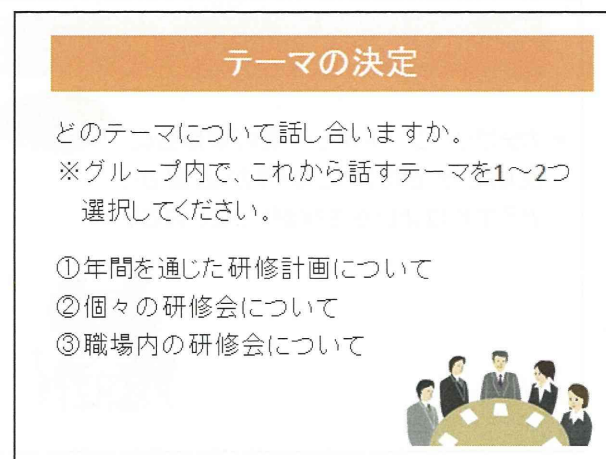 テーマの決定
どのテーマについて話し合いますか。
※グループ内で、これから話すテーマを1～2つ
選択してください。
①年間を通じた研修計画について
②個々の研修会について
③職場内の研修会について